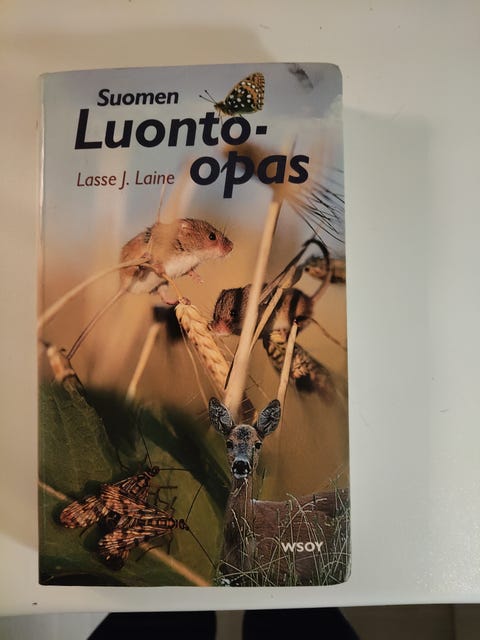 Suomen
Luonto-
opas
Lasse J. Laine
WSOY